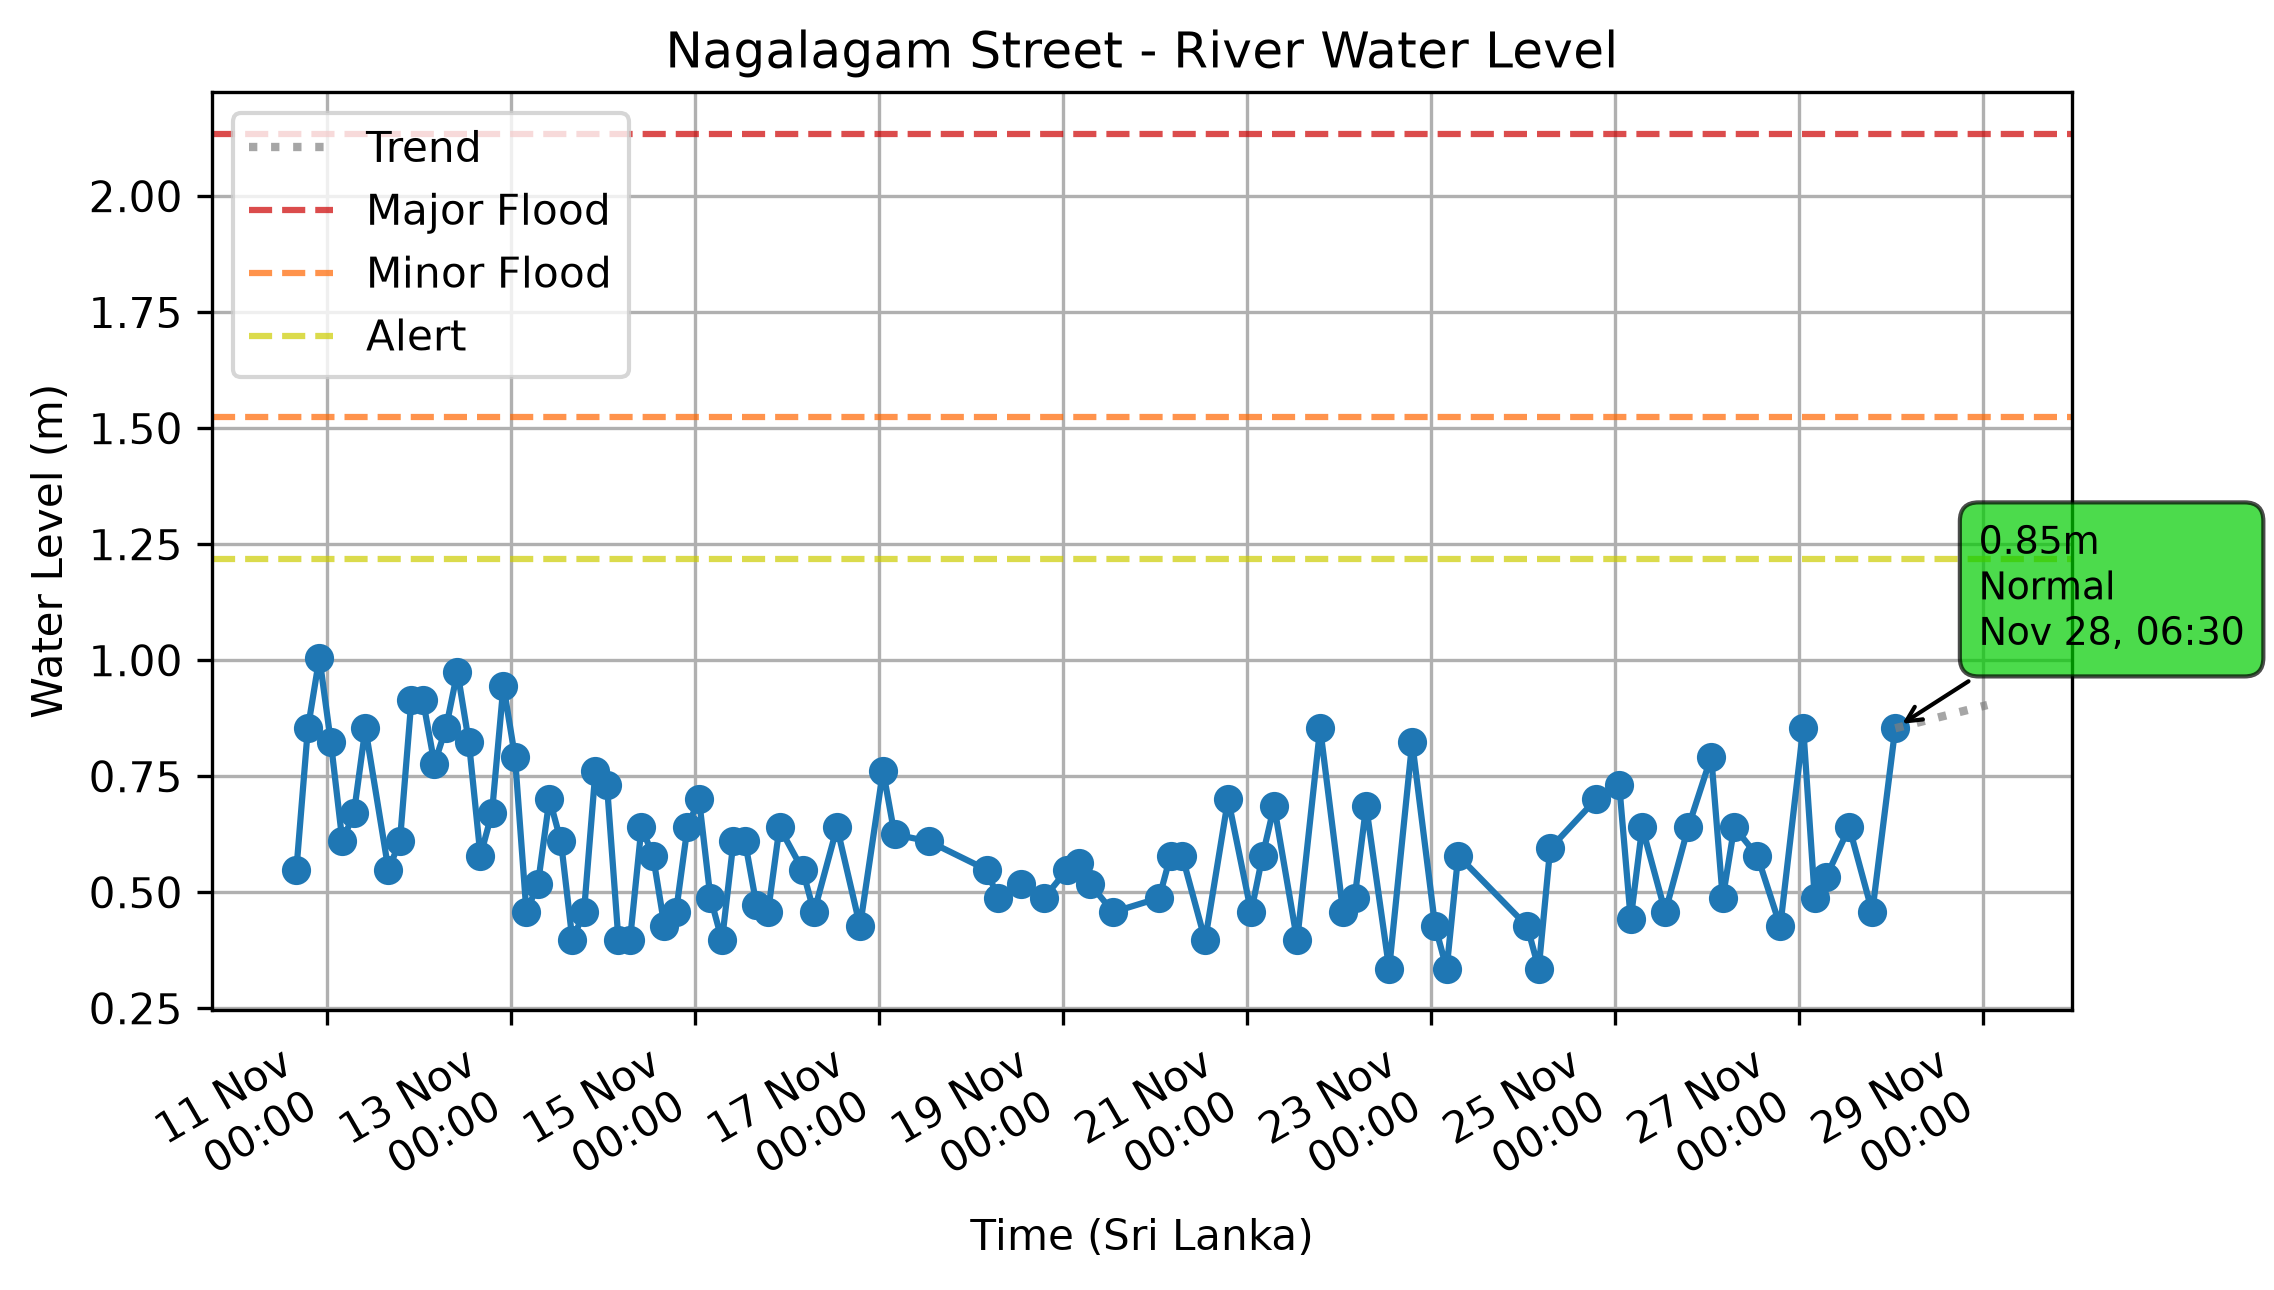 Nagalagam Street - River Water Level
Trend
Major Flood
Minor Flood
Alert
2.00
1.75
1.50
1.25
1.00
0.75
0.50
0.25
Water Level (m)
0.85m
Normal
Nov 28, 06:30
11 Nov
00:00
13 Nov
00:00
15 Nov
00:00
17 Nov
00:00
19 Nov
00:00
21 Nov
00:00
23 Nov
00:00
25 Nov
00:00
27 Nov
00:00
29 Nov
00:00
Time (Sri Lanka)